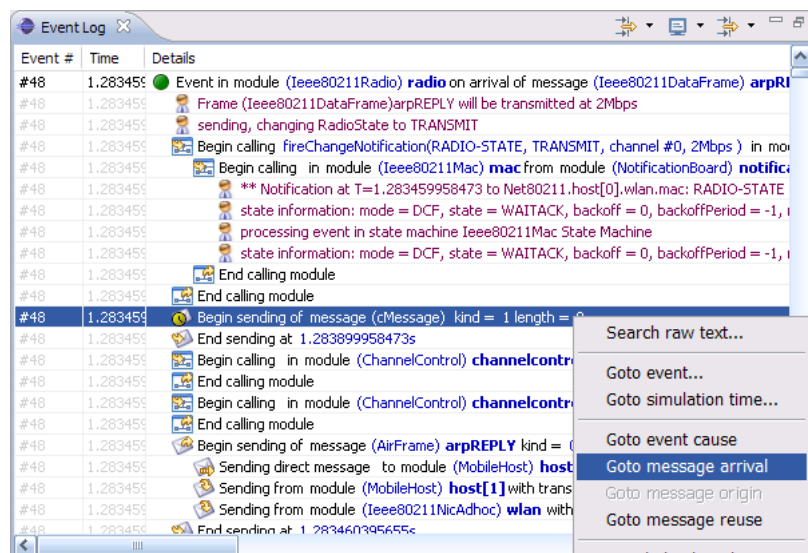 Event Log
Event # Time Details
#48 1.283459 Event in module (Ieee80211Radio) radio on arrival of message (Ieee80211DataFrame) arpRE
#48 1.283459 Frame (Ieee80211DataFrame)arpREPLY will be transmitted at 2Mbps
#48 1.283459 sending, changing RadioState to TRANSMIT
#48 1.283459 Begin calling fireChangeNotification(RADIO-STATE, TRANSMIT, channel #0, 2Mbps ) in mo
#48 1.283459 Begin calling in module (Ieee80211Mac) mac from module (NotificationBoard) notifica
#48 1.283459 ** Notification at T=1.283459958473 to Net80211.host[0].wlan.mac: RADIO-STATE
#48 1.283459 state information: mode = DCF, state = WAITACK, backoff = 0, backoffPeriod = -1,
#48 1.283459 processing event in state machine Ieee80211Mac State Machine
#48 1.283459 state information: mode = DCF, state = WAITACK, backoff = 0, backoffPeriod = -1,
#48 1.283459 End calling module
#48 1.283459 End calling module
#48 1.283459 Begin sending of message (cMessage) kind = 1 length =
#48 1.283459 End sending at 1.283899958473s
#48 1.283459 Begin calling in module (ChannelControl) channelcontr
#48 1.283459 End calling module
#48 1.283459 Begin calling in module (ChannelControl) channelcontr
#48 1.283459 End calling module
#48 1.283459 Begin sending of message (AirFrame) arpREPLY kind =
#48 1.283459 Sending direct message to module (MobileHost) host
#48 1.283459 Sending from module (MobileHost) host[1] with trans
#48 1.283459 Sending from module (Ieee80211NicAdhoc) wlan with
#48 1.283459 End sending at 1.283460395655s
Search raw text...
Goto event...
Goto simulation time...
Goto event cause
Goto message arrival
Goto message origin
Goto message reuse